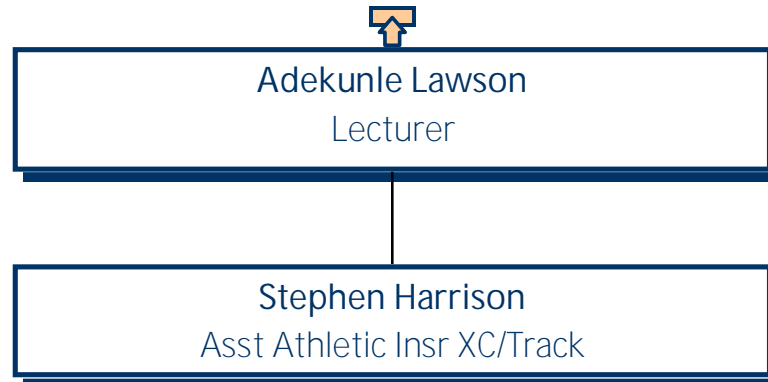 Adekunle Lawson
Lecturer
Stephen Harrison
Asst Athletic Insr XC/Track